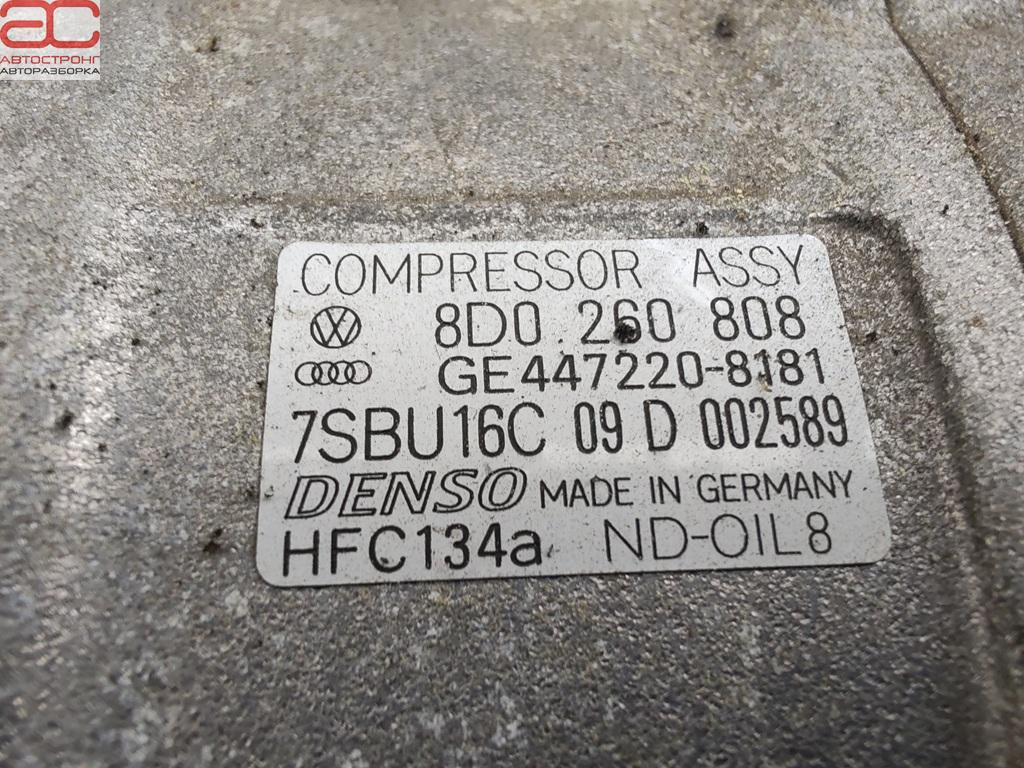 AC
АВТОСТРОНГ
АВТОРАЗБОРКА
COMPRESSOR ASSY
8D0 260 808
GE447220-8181
7SBU16C 09 D 002589
DENSO MADE IN GERMANY
HFC134a ND-OIL8